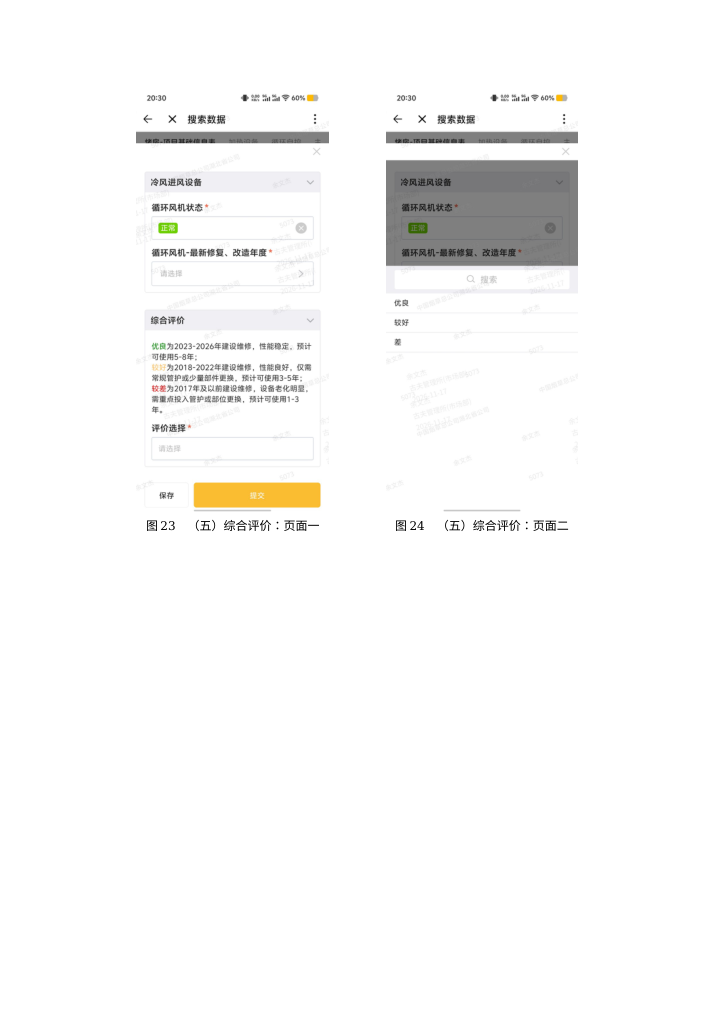 20:30
60%
搜索数据
冷风进风设备
循环风机状态 *
正常
循环风机-最新修复、改造年度 *
请选择
综合评价
优良为2023-2026年建设维修，性能稳定，预计
可使用5-8年；
较好为2018-2022年建设维修，性能良好，仅需
常规管护或少量部件更换，预计可使用3-5年；
较差为2017年及以前建设维修，设备老化明显，
需重点投入管护或部位更换，预计可使用1-3
年。
评价选择 *
请选择
保存
提交
图 23 （五）综合评价：页面一
20:30
60%
搜索数据
冷风进风设备
循环风机状态 *
正常
循环风机-最新修复、改造年度 *
搜索
优良
较好
差
图 24 （五）综合评价：页面二